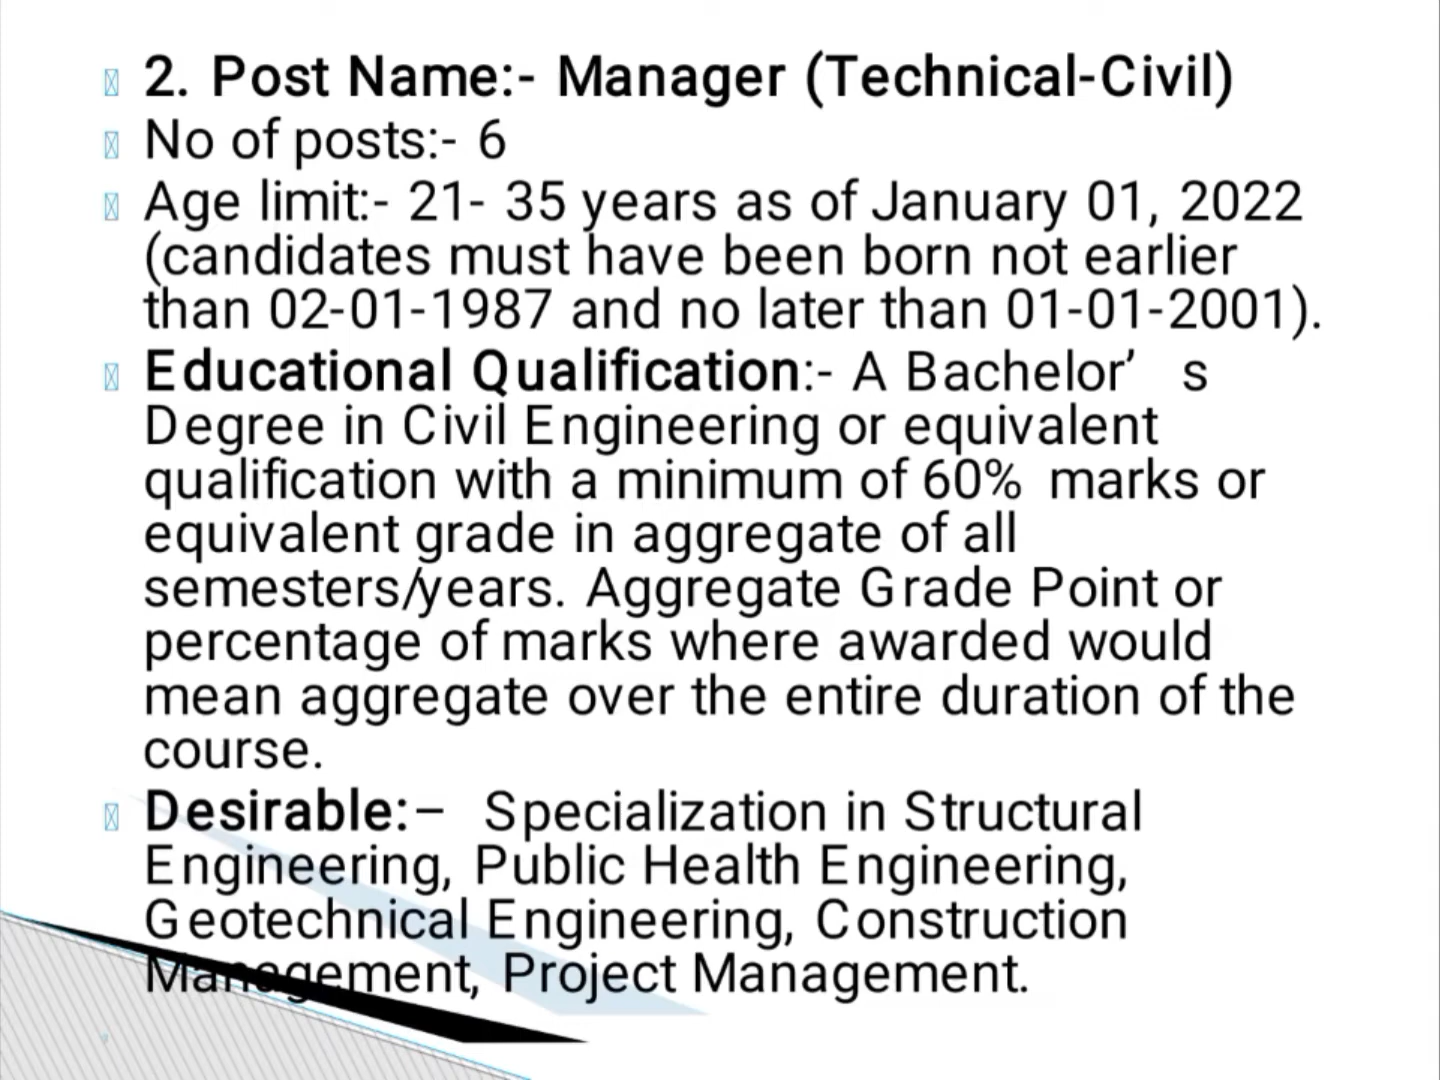 2. Post Name:- Manager (Technical-Civil)
No of posts:- 6
Age limit:- 21- 35 years as of January 01, 2022
(candidates must have been born not earlier
than 02-01-1987 and no later than 01-01-2001).
Educational Qualification:- A Bachelor’ s
Degree in Civil Engineering or equivalent
qualification with a minimum of 60% marks or
equivalent grade in aggregate of all
semesters/years. Aggregate Grade Point or
percentage of marks where awarded would
mean aggregate over the entire duration of the
course.
Desirable:– Specialization in Structural
Engineering, Public Health Engineering,
Geotechnical Engineering, Construction
Management, Project Management.